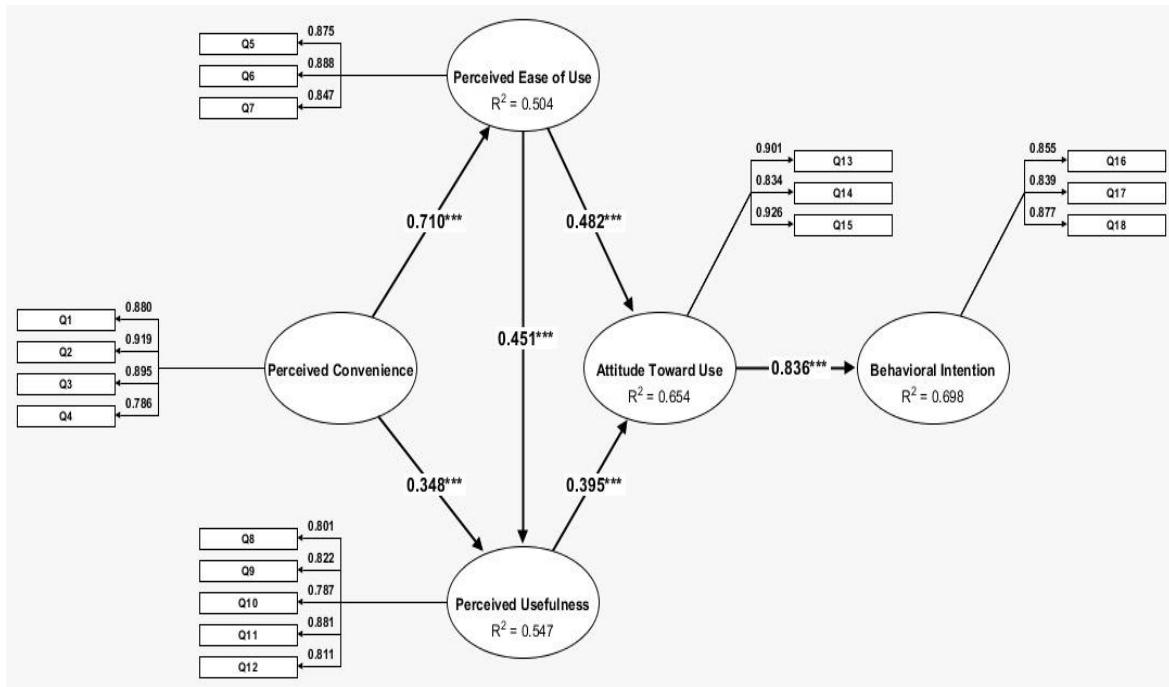 0.875
Q5
0.888
Q6
0.847
Q7
Perceived Ease of Use
R² = 0.504
0.901
Q13
0.834
Q14
0.926
Q15
0.855
Q16
0.839
Q17
0.877
Q18
0.710***
0.482***
0.880
Q1
0.919
Q2
0.895
Q3
0.786
Q4
Perceived Convenience
0.451***
Attitude Toward Use
R² = 0.654
0.836***
Behavioral Intention
R² = 0.698
0.348***
0.395***
0.801
Q8
0.822
Q9
0.787
Q10
0.881
Q11
0.811
Q12
Perceived Usefulness
R² = 0.547